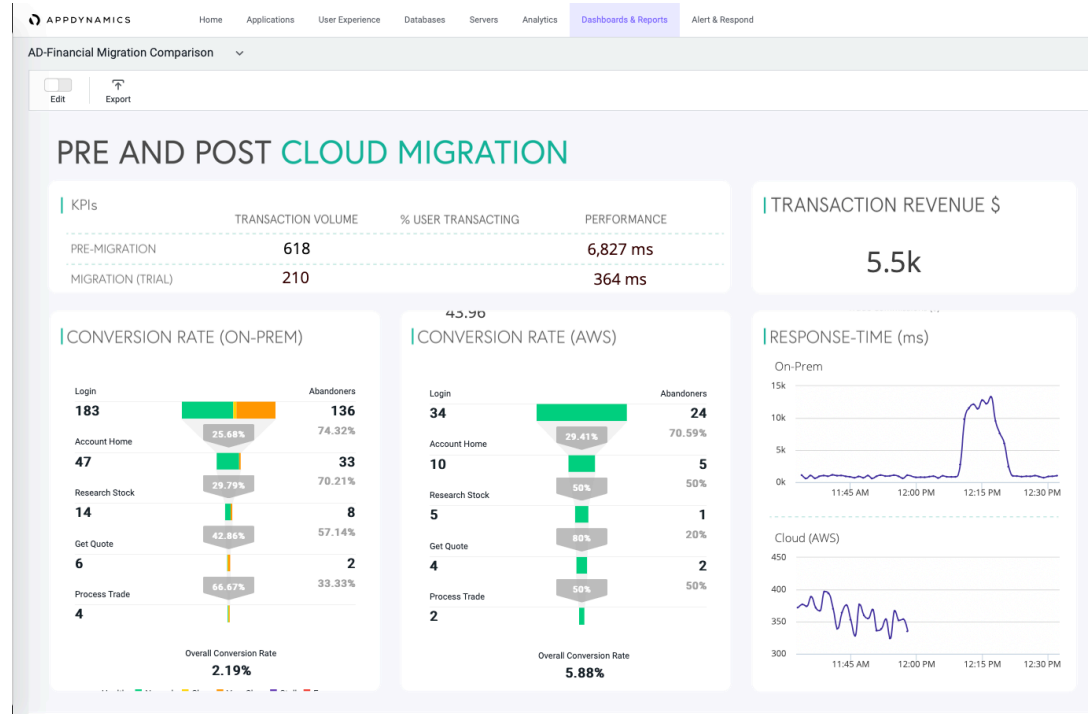 APPDYNAMICS Home Applications User Experience Databases Servers Analytics Dashboards & Reports Alert & Respond
AD-Financial Migration Comparison
Edit Export
PRE AND POST CLOUD MIGRATION
KPIs
TRANSACTION VOLUME % USER TRANSACTING PERFORMANCE
PRE-MIGRATION 618 6,827 ms
MIGRATION (TRIAL) 210 364 ms
TRANSACTION REVENUE $
5.5k
CONVERSION RATE (ON-PREM)
Login Abandoners
183 136
25.68% 74.32%
Account Home
47 33
29.79% 70.21%
Research Stock
14 8
42.86% 57.14%
Get Quote
6 2
66.67% 33.33%
Process Trade
4
Overall Conversion Rate
2.19%
43.96
CONVERSION RATE (AWS)
Login Abandoners
34 24
29.41% 70.59%
Account Home
10 5
50% 50%
Research Stock
5 1
80% 20%
Get Quote
4 2
50% 50%
Process Trade
2
Overall Conversion Rate
5.88%
RESPONSE-TIME (ms)
On-Prem
15k
10k
5k
0k
11:45 AM 12:00 PM 12:15 PM 12:30 PM
Cloud (AWS)
450
400
350
300
11:45 AM 12:00 PM 12:15 PM 12:30 PM